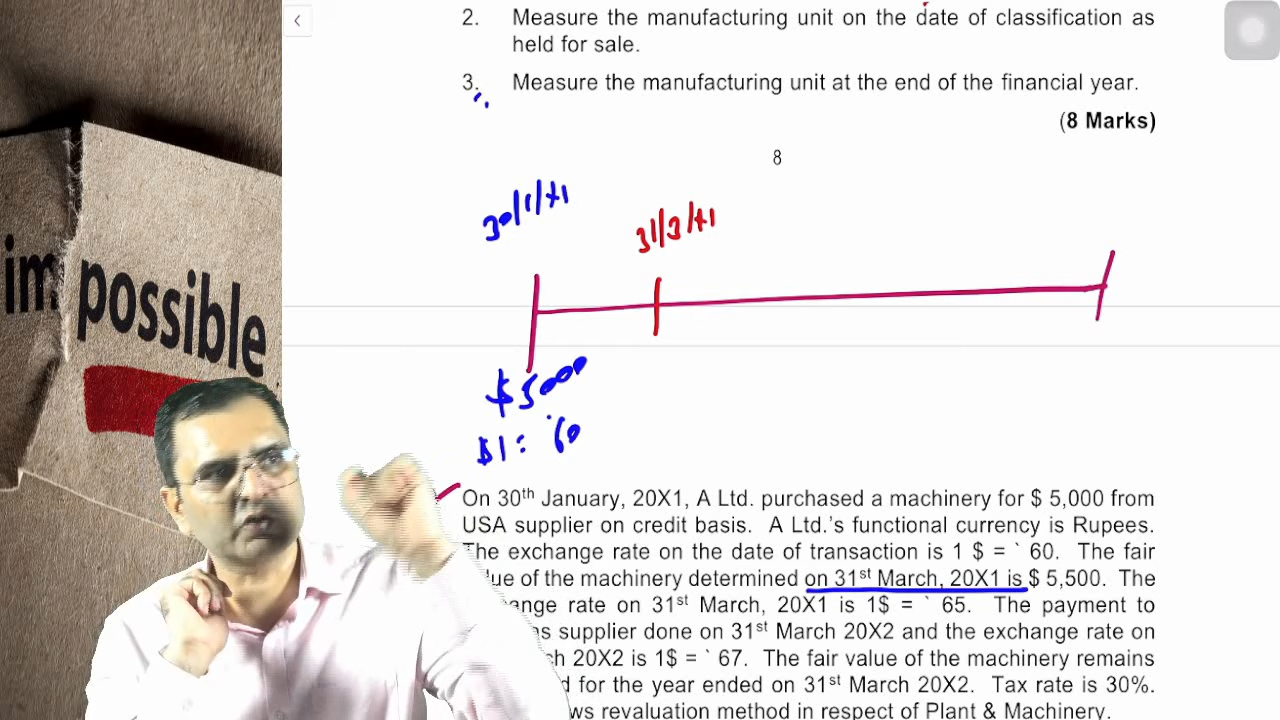 2. Measure the manufacturing unit on the date of classification as
held for sale.
3. Measure the manufacturing unit at the end of the financial year.
(8 Marks)
8
30/1/+1
31/3/+1
im possible
$5000
$1 = 60
On 30th January, 20X1, A Ltd. purchased a machinery for $ 5,000 from
USA supplier on credit basis. A Ltd.'s functional currency is Rupees.
The exchange rate on the date of transaction is 1 $ = ` 60. The fair
ue of the machinery determined on 31st March, 20X1 is $ 5,500. The
ange rate on 31st March, 20X1 is 1$ = ` 65. The payment to
as supplier done on 31st March 20X2 and the exchange rate on
ch 20X2 is 1$ = ` 67. The fair value of the machinery remains
d for the year ended on 31st March 20X2. Tax rate is 30%.
ws revaluation method in respect of Plant & Machinery.